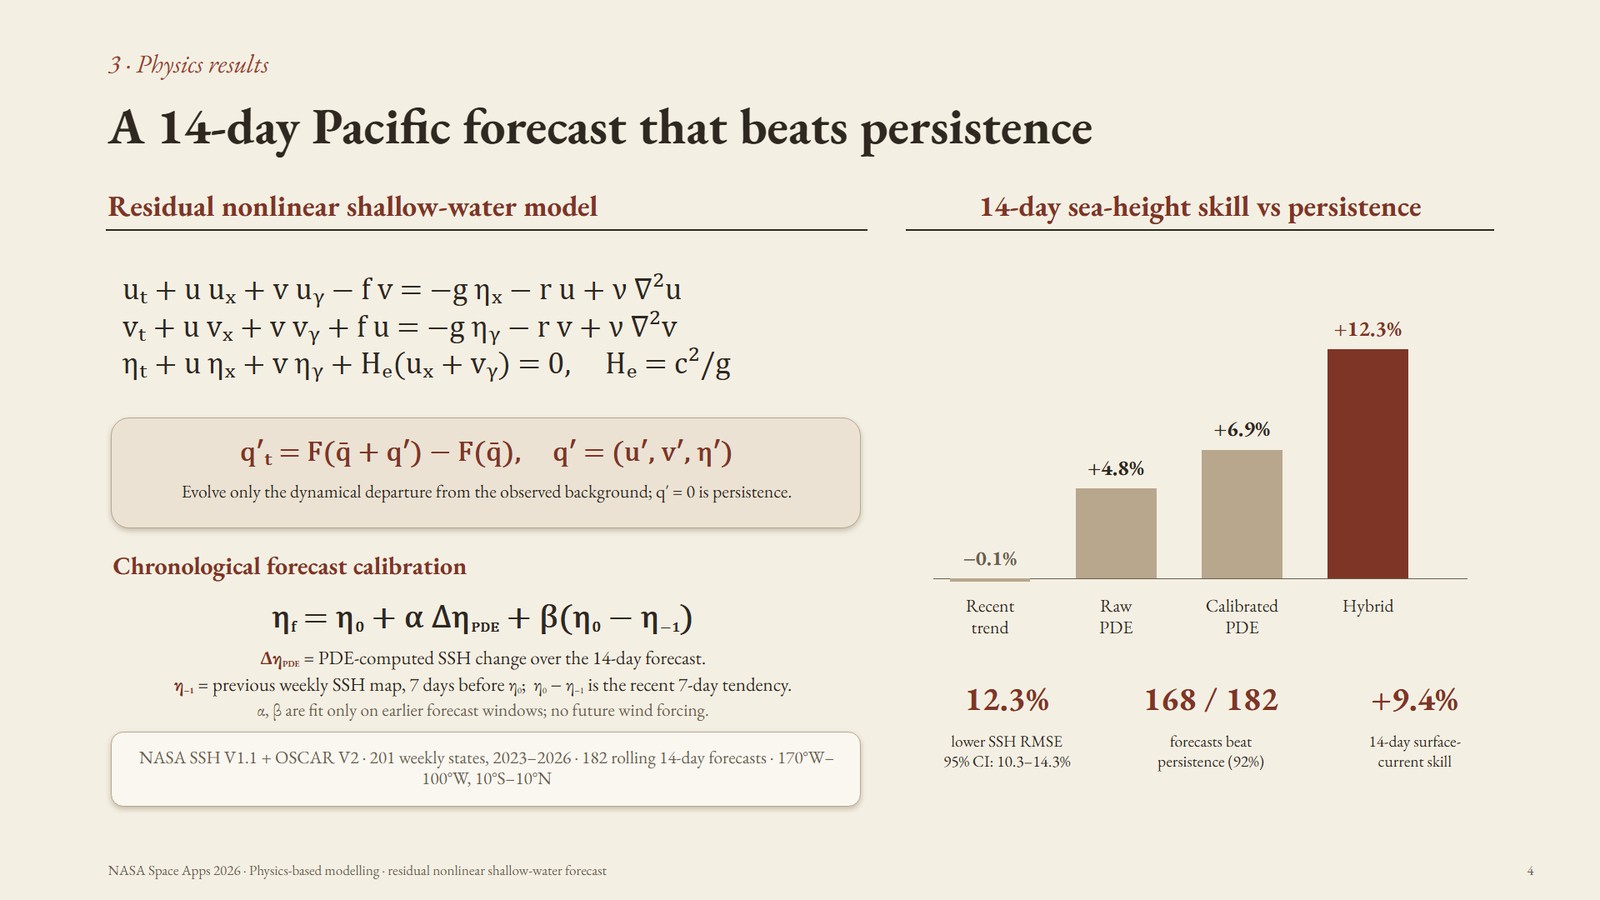 3 · Physics results
A 14-day Pacific forecast that beats persistence
Residual nonlinear shallow-water model
uₜ + u uₓ + v uᵧ − f v = −g ηₓ − r u + ν ∇²u
vₜ + u vₓ + v vᵧ + f u = −g ηᵧ − r v + ν ∇²v
ηₜ + u ηₓ + v ηᵧ + Hₑ(uₓ + vᵧ) = 0,    Hₑ = c²/g
q′ₜ = F(q̄ + q′) − F(q̄),    q′ = (u′, v′, η′)
Evolve only the dynamical departure from the observed background; q′ = 0 is persistence.
Chronological forecast calibration
η_f = η₀ + α Δη_PDE + β(η₀ − η₋₁)
Δη_PDE = PDE-computed SSH change over the 14-day forecast.
η₋₁ = previous weekly SSH map, 7 days before η₀;  η₀ − η₋₁ is the recent 7-day tendency.
α, β are fit only on earlier forecast windows; no future wind forcing.
NASA SSH V1.1 + OSCAR V2 · 201 weekly states, 2023–2026 · 182 rolling 14-day forecasts · 170°W–
100°W, 10°S–10°N
14-day sea-height skill vs persistence
+12.3%
+6.9%
+4.8%
−0.1%
Recent
trend
Raw
PDE
Calibrated
PDE
Hybrid
12.3%
lower SSH RMSE
95% CI: 10.3–14.3%
168 / 182
forecasts beat
persistence (92%)
+9.4%
14-day surface-
current skill
NASA Space Apps 2026 · Physics-based modelling · residual nonlinear shallow-water forecast
4